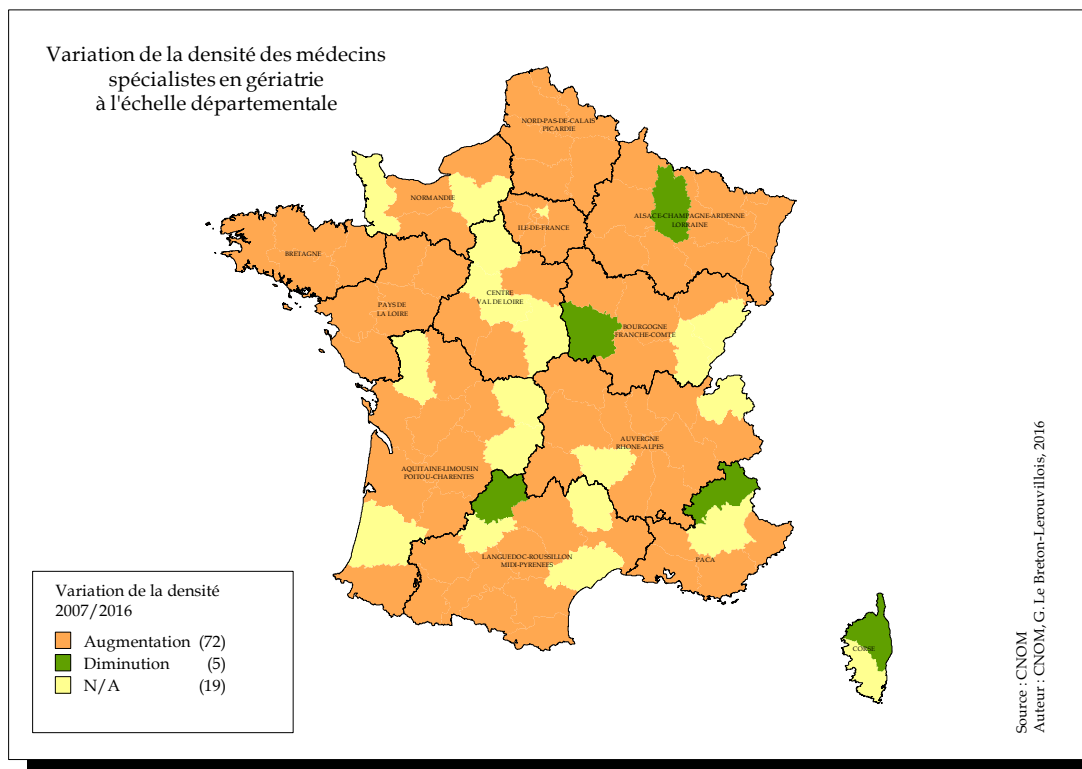 Variation de la densité des médecins
spécialistes en gériatrie
à l'échelle départementale
NORD-PAS-DE-CALAIS
PICARDIE
NORMANDIE
ILE-DE-FRANCE
ALSACE-CHAMPAGNE-ARDENNE
LORRAINE
BRETAGNE
PAYS DE
LA LOIRE
CENTRE
VAL DE LOIRE
BOURGOGNE
FRANCHE-COMTE
AUVERGNE
RHONE-ALPES
AQUITAINE-LIMOUSIN
POITOU-CHARENTES
LANGUEDOC-ROUSSILLON
MIDI-PYRENEES
PACA
CORSE
Variation de la densité
2007/2016
Augmentation (72)
Diminution (5)
N/A (19)
Source : CNOM
Auteur : CNOM, G. Le Breton-Lerouvillois, 2016